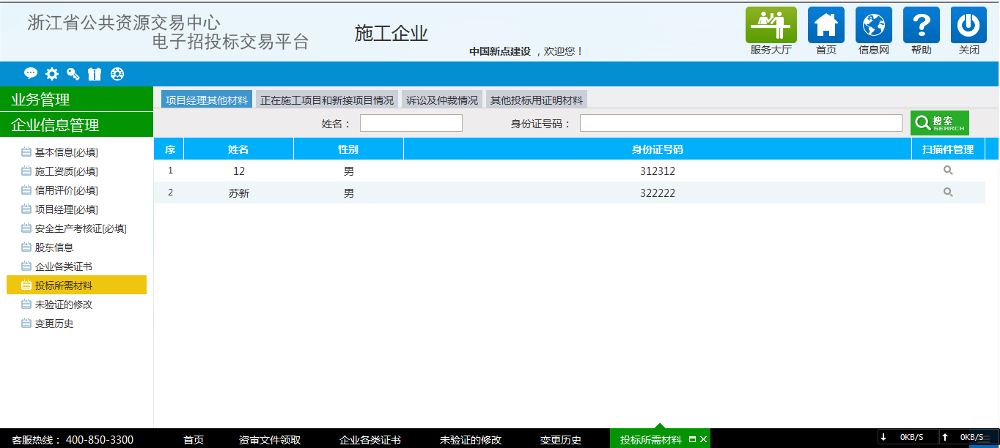 浙江省公共资源交易中心
电子招投标交易平台
施工企业
中国新点建设 ，欢迎您！
服务大厅 首页 信息网 帮助 关闭
业务管理
企业信息管理
基本信息[必填]
施工资质[必填]
信用评价[必填]
项目经理[必填]
安全生产考核证[必填]
股东信息
企业各类证书
投标所需材料
未验证的修改
变更历史
项目经理其他材料 正在施工项目和新接项目情况 诉讼及仲裁情况 其他投标用证明材料
姓名： 身份证号码： 搜索
SEARCH
序 姓名 性别 身份证号码 扫描件管理
1 12 男 312312
2 苏新 男 322222
客服热线： 400-850-3300 首页 资审文件领取 企业各类证书 未验证的修改 变更历史 投标所需材料 0KB/S 0KB/S